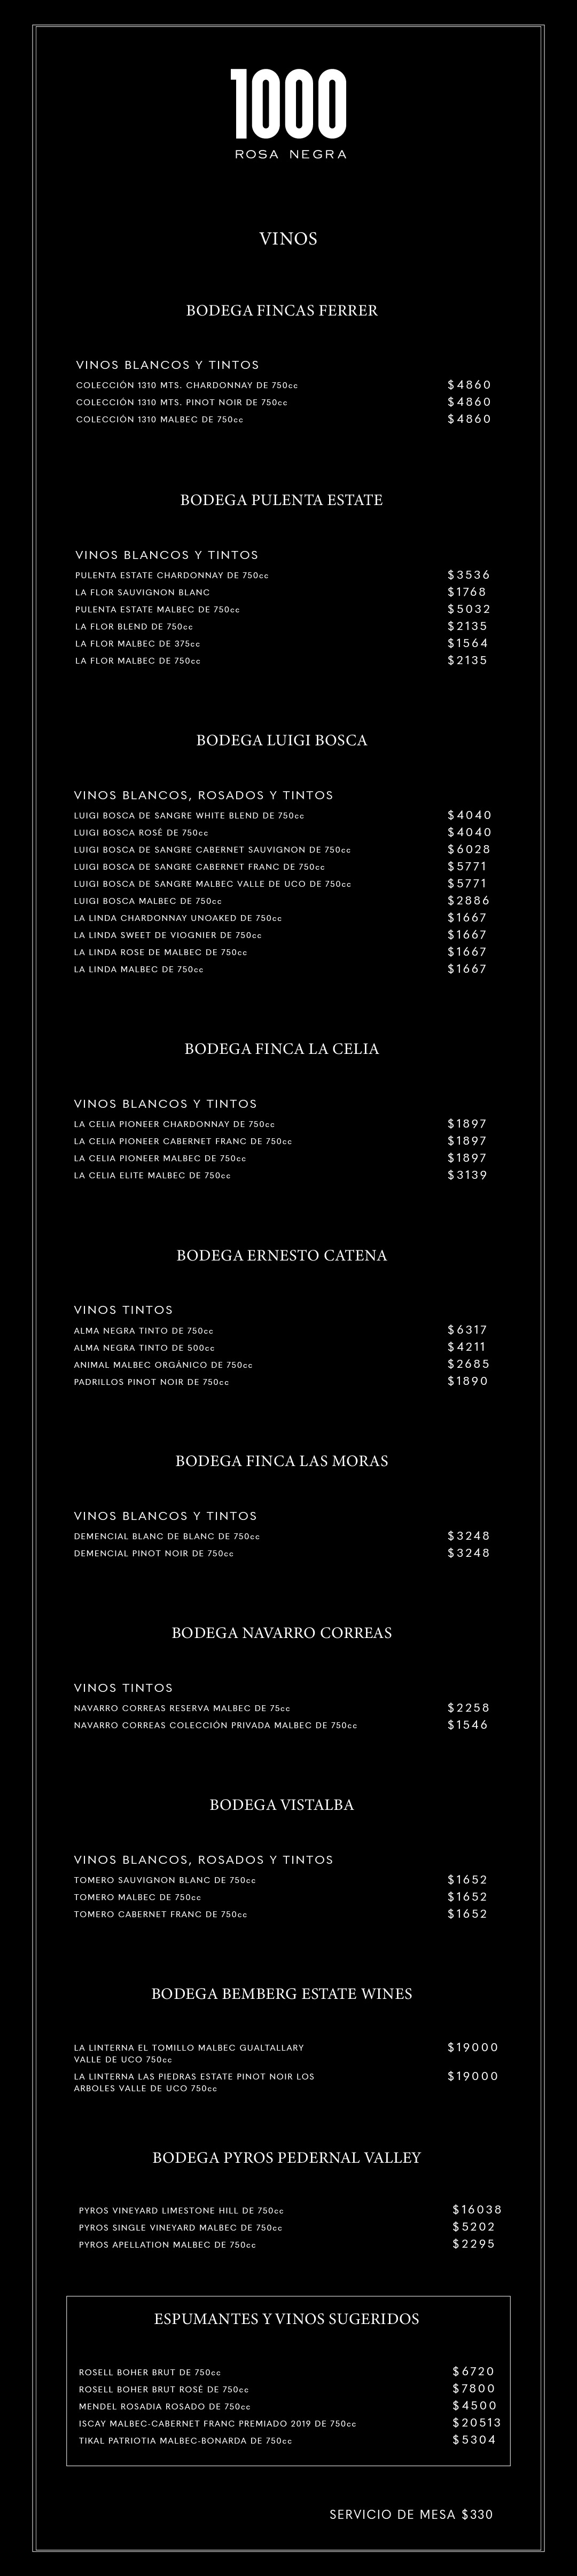 1000
ROSA NEGRA
VINOS
BODEGA FINCAS FERRER
VINOS BLANCOS Y TINTOS
COLECCIÓN 1310 MTS. CHARDONNAY DE 750cc $4860
COLECCIÓN 1310 MTS. PINOT NOIR DE 750cc $4860
COLECCIÓN 1310 MALBEC DE 750cc $4860
BODEGA PULENTA ESTATE
VINOS BLANCOS Y TINTOS
PULENTA ESTATE CHARDONNAY DE 750cc $3536
LA FLOR SAUVIGNON BLANC $1768
PULENTA ESTATE MALBEC DE 750cc $5032
LA FLOR BLEND DE 750cc $2135
LA FLOR MALBEC DE 375cc $1564
LA FLOR MALBEC DE 750cc $2135
BODEGA LUIGI BOSCA
VINOS BLANCOS, ROSADOS Y TINTOS
LUIGI BOSCA DE SANGRE WHITE BLEND DE 750cc $4040
LUIGI BOSCA ROSÉ DE 750cc $4040
LUIGI BOSCA DE SANGRE CABERNET SAUVIGNON DE 750cc $6028
LUIGI BOSCA DE SANGRE CABERNET FRANC DE 750cc $5771
LUIGI BOSCA DE SANGRE MALBEC VALLE DE UCO DE 750cc $5771
LUIGI BOSCA MALBEC DE 750cc $2886
LA LINDA CHARDONNAY UNOAKED DE 750cc $1667
LA LINDA SWEET DE VIOGNIER DE 750cc $1667
LA LINDA ROSE DE MALBEC DE 750cc $1667
LA LINDA MALBEC DE 750cc $1667
BODEGA FINCA LA CELIA
VINOS BLANCOS Y TINTOS
LA CELIA PIONEER CHARDONNAY DE 750cc $1897
LA CELIA PIONEER CABERNET FRANC DE 750cc $1897
LA CELIA PIONEER MALBEC DE 750cc $1897
LA CELIA ELITE MALBEC DE 750cc $3139
BODEGA ERNESTO CATENA
VINOS TINTOS
ALMA NEGRA TINTO DE 750cc $6317
ALMA NEGRA TINTO DE 500cc $4211
ANIMAL MALBEC ORGÁNICO DE 750cc $2685
PADRILLOS PINOT NOIR DE 750cc $1890
BODEGA FINCA LAS MORAS
VINOS BLANCOS Y TINTOS
DEMENCIAL BLANC DE BLANC DE 750cc $3248
DEMENCIAL PINOT NOIR DE 750cc $3248
BODEGA NAVARRO CORREAS
VINOS TINTOS
NAVARRO CORREAS RESERVA MALBEC DE 75cc $2258
NAVARRO CORREAS COLECCIÓN PRIVADA MALBEC DE 750cc $1546
BODEGA VISTALBA
VINOS BLANCOS, ROSADOS Y TINTOS
TOMERO SAUVIGNON BLANC DE 750cc $1652
TOMERO MALBEC DE 750cc $1652
TOMERO CABERNET FRANC DE 750cc $1652
BODEGA BEMBERG ESTATE WINES
LA LINTERNA EL TOMILLO MALBEC GUALTALLARY $19000
VALLE DE UCO 750cc
LA LINTERNA LAS PIEDRAS ESTATE PINOT NOIR LOS $19000
ARBOLES VALLE DE UCO 750cc
BODEGA PYROS PEDERNAL VALLEY
PYROS VINEYARD LIMESTONE HILL DE 750cc $16038
PYROS SINGLE VINEYARD MALBEC DE 750cc $5202
PYROS APELLATION MALBEC DE 750cc $2295
ESPUMANTES Y VINOS SUGERIDOS
ROSELL BOHER BRUT DE 750cc $6720
ROSELL BOHER BRUT ROSÉ DE 750cc $7800
MENDEL ROSADIA ROSADO DE 750cc $4500
ISCAY MALBEC-CABERNET FRANC PREMIADO 2019 DE 750cc $20513
TIKAL PATRIOTIA MALBEC-BONARDA DE 750cc $5304
SERVICIO DE MESA $330